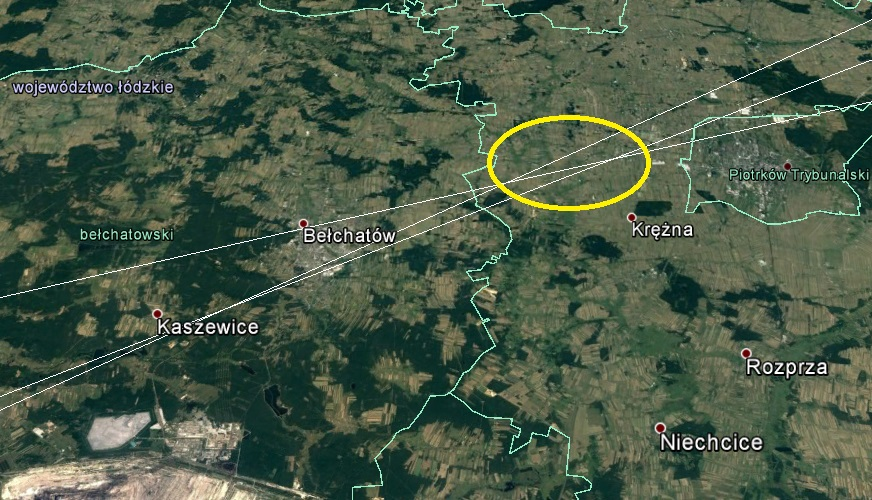 województwo łódzkie
Piotrków Trybunalski
bełchatowski
Bełchatów
Krężna
Kaszewice
Rozprza
Niechcice